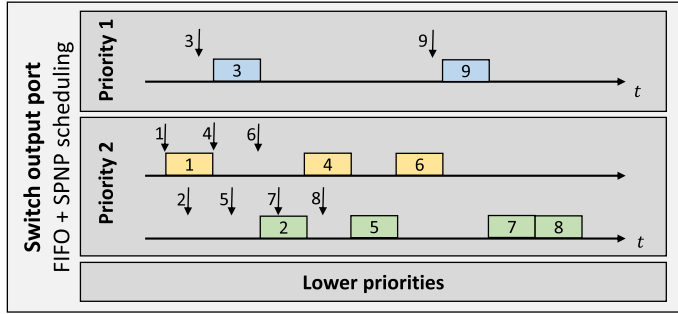 Switch output port
FIFO + SPNP scheduling
Priority 1
3
9
3
9
t
Priority 2
1
4
6
1
4
6
2
5
7
8
2
5
7
8
t
Lower priorities